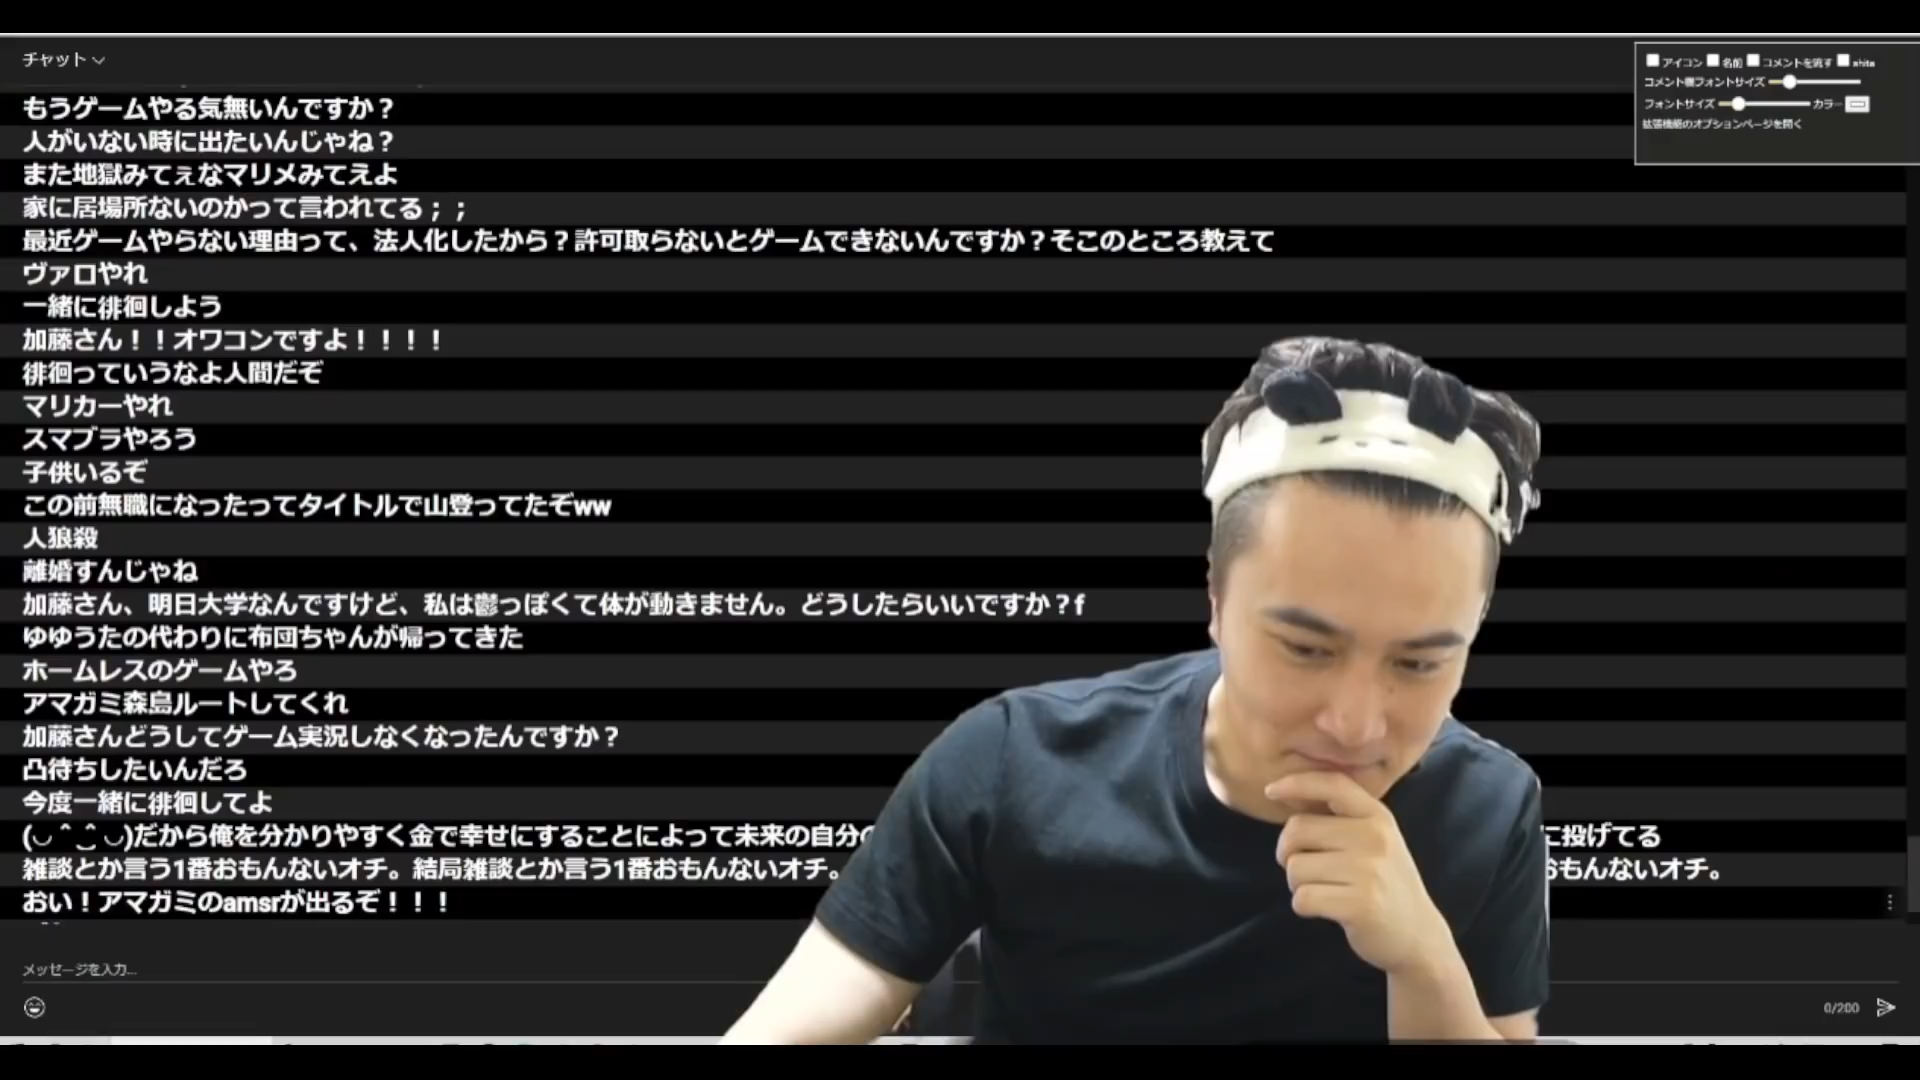 チャット
アイコン 名前 コメントを流す
コメント欄フォントサイズ
フォントサイズ カラー
拡張機能のオプションページを開く
もうゲームやる気無いんですか？
人がいない時に出たいんじゃね？
また地獄みてぇなマリメみてえよ
家に居場所ないのかって言われてる；；
最近ゲームやらない理由って、法人化したから？許可取らないとゲームできないんですか？そこのところ教えて
ヴァロやれ
一緒に徘徊しよう
加藤さん！！オワコンですよ！！！！
徘徊っていうなよ人間だぞ
マリカーやれ
スマブラやろう
子供いるぞ
この前無職になったってタイトルで山登ってたぞww
人狼殺
離婚すんじゃね
加藤さん、明日大学なんですけど、私は鬱っぽくて体が動きません。どうしたらいいですか？f
ゆゆうたの代わりに布団ちゃんが帰ってきた
ホームレスのゲームやろ
アマガミ森島ルートしてくれ
加藤さんどうしてゲーム実況しなくなったんですか？
凸待ちしたいんだろ
今度一緒に徘徊してよ
(◡ ˆ ‿ˆ ◡)だから俺を分かりやすく金で幸せにすることによって未来の自分 に投げてる
雑談とか言う1番おもんないオチ。結局雑談とか言う1番おもんないオチ。 おもんないオチ。
おい！アマガミのamsrが出るぞ！！！
メッセージを入力...
0/200